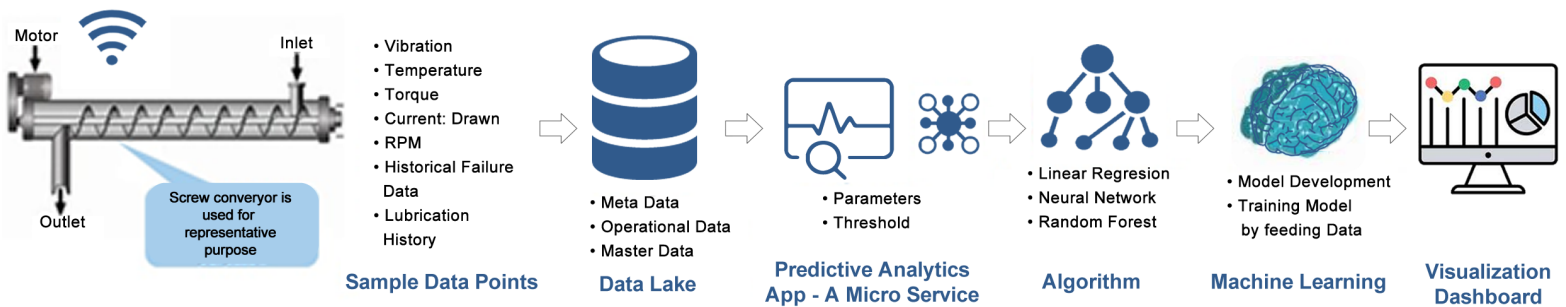 Motor
Inlet
Outlet
Screw converyor is
used for
representative
purpose
• Vibration
• Temperature
• Torque
• Current: Drawn
• RPM
• Historical Failure
Data
• Lubrication
History
Sample Data Points
• Meta Data
• Operational Data
• Master Data
Data Lake
• Parameters
• Threshold
Predictive Analytics
App - A Micro Service
• Linear Regresion
• Neural Network
• Random Forest
Algorithm
• Model Development
• Training Model
by feeding Data
Machine Learning
Visualization
Dashboard